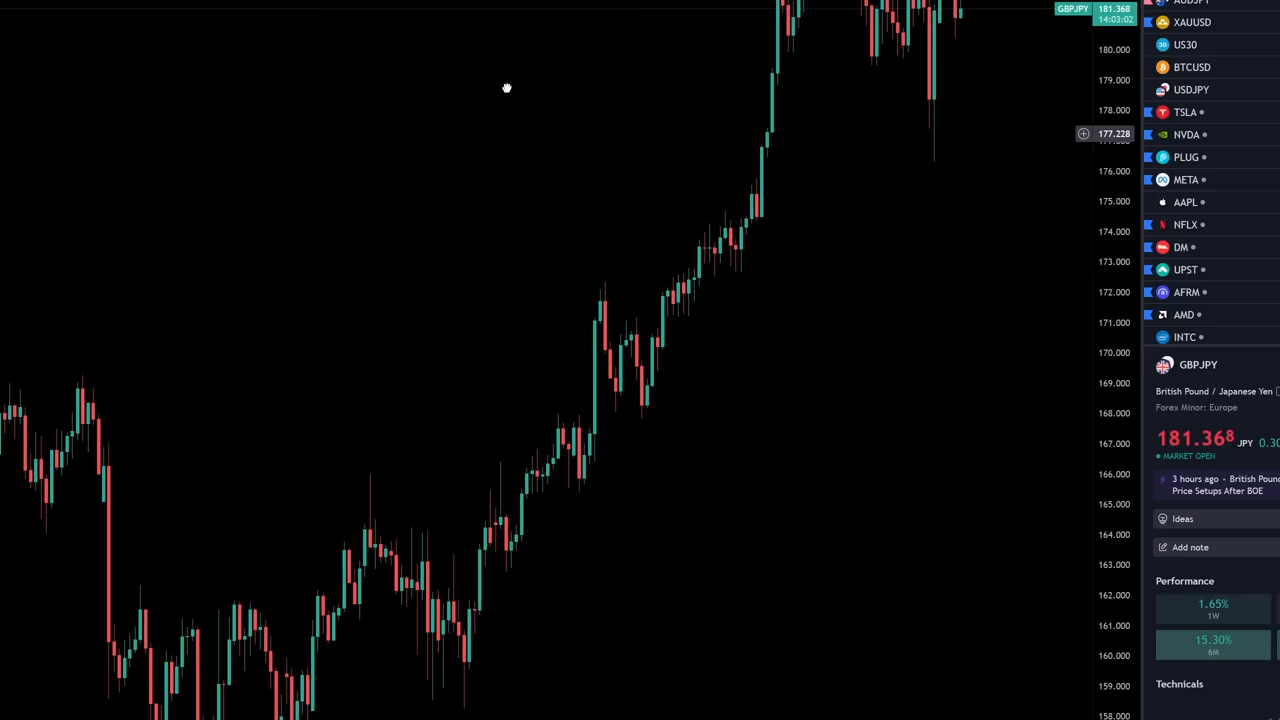 GBPJPY 181.368
14:03:02
180.000
179.000
178.000
177.228
176.000
175.000
174.000
173.000
172.000
171.000
170.000
169.000
168.000
167.000
166.000
165.000
164.000
163.000
162.000
161.000
160.000
159.000
158.000
XAUUSD
US30
BTCUSD
USDJPY
TSLA
NVDA
PLUG
META
AAPL
NFLX
DM
UPST
AFRM
AMD
INTC
GBPJPY
British Pound / Japanese Yen
Forex Minor: Europe
181.368 JPY 0.30
MARKET OPEN
3 hours ago - British Pound
Price Setups After BOE
Ideas
Add note
Performance
1.65%
1W
15.30%
6M
Technicals